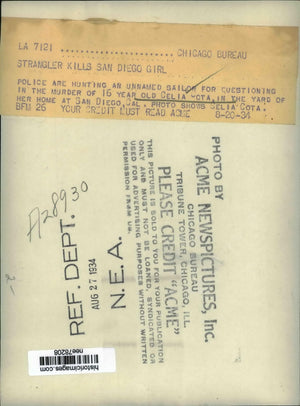 LA 7121 CHICAGO BUREAU
STRANGLER KILLS SAN DIEGO GIRL
POLICE ARE HUNTING AN UNNAMED SAILOR FOR QUESTIONING
IN THE MURDER OF 16 YEAR OLD CELIA COTA, IN THE YARD OF
HER HOME AT SAN DIEGO, CAL. PHOTO SHOWS CELIA COTA.
BFM 26 YOUR CREDIT LUST READ ACME 8-20-34
A28930
REF. DEPT.
AUG 27 1934
N.E.A.
THIS PICTURE IS SOLD TO YOU FOR YOUR PUBLICATION
ONLY AND MUST NOT BE LOANED, SYNDICATED OR
USED FOR ADVERTISING PURPOSES WITHOUT WRITTEN
PERMISSION FROM US.
PHOTO BY
ACME NEWSPICTURES, Inc.
CHICAGO BUREAU
TRIBUNE TOWER, CHICAGO, ILL.
PLEASE CREDIT "ACME"
historicimages.com
nee78208